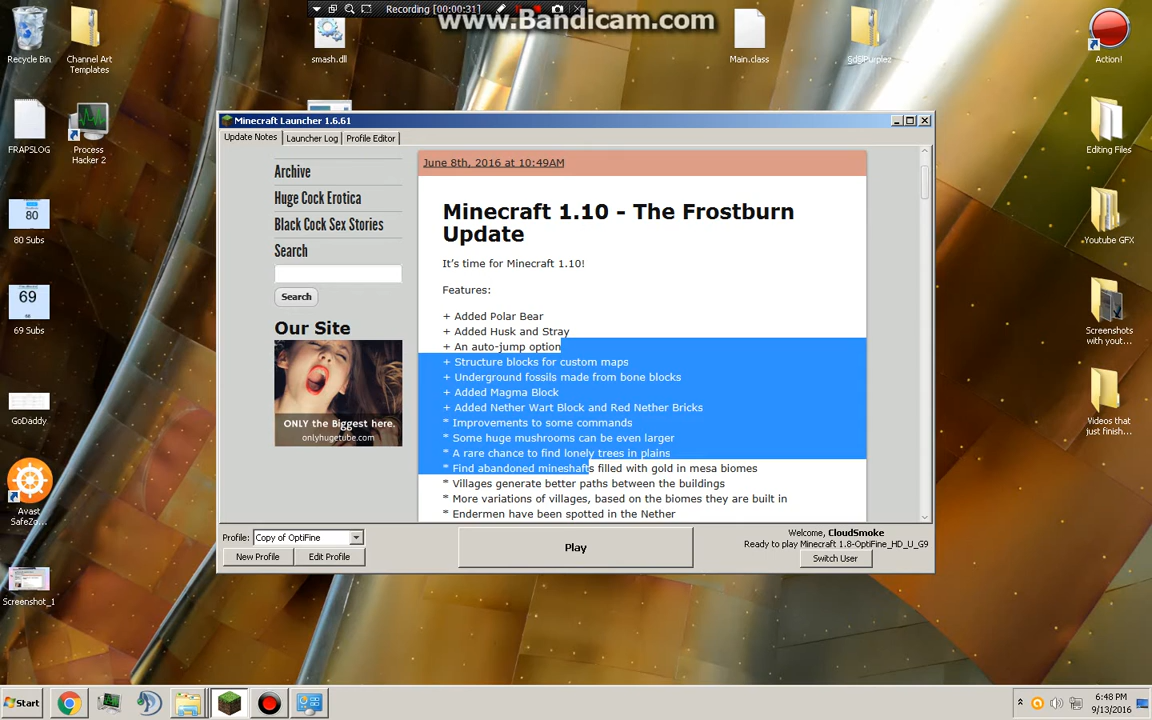 Recording [00:00:31]
www.Bandicam.com
Recycle Bin
Channel Art
Templates
smash.dll
Main.class
§d§lPurplez
Action!
FRAPSLOG
Process
Hacker 2
Editing Files
80
80 Subs
Youtube GFX
69
69 Subs
Screenshots
with yout...
GoDaddy
Videos that
just finish...
Avast
SafeZo...
Screenshot_1
Minecraft Launcher 1.6.61
Update Notes
Launcher Log
Profile Editor
Archive
Huge Cock Erotica
Black Cock Sex Stories
Search
Search
Our Site
ONLY the Biggest here.
onlyhugetube.com
June 8th, 2016 at 10:49AM
Minecraft 1.10 - The Frostburn
Update
It's time for Minecraft 1.10!
Features:
+ Added Polar Bear
+ Added Husk and Stray
+ An auto-jump option
+ Structure blocks for custom maps
+ Underground fossils made from bone blocks
+ Added Magma Block
+ Added Nether Wart Block and Red Nether Bricks
* Improvements to some commands
* Some huge mushrooms can be even larger
* A rare chance to find lonely trees in plains
* Find abandoned mineshafts filled with gold in mesa biomes
* Villages generate better paths between the buildings
* More variations of villages, based on the biomes they are built in
* Endermen have been spotted in the Nether
Profile: Copy of OptiFine
New Profile
Edit Profile
Play
Welcome, CloudSmoke
Ready to play Minecraft 1.8-OptiFine_HD_U_G9
Switch User
Start
6:48 PM
9/13/2016